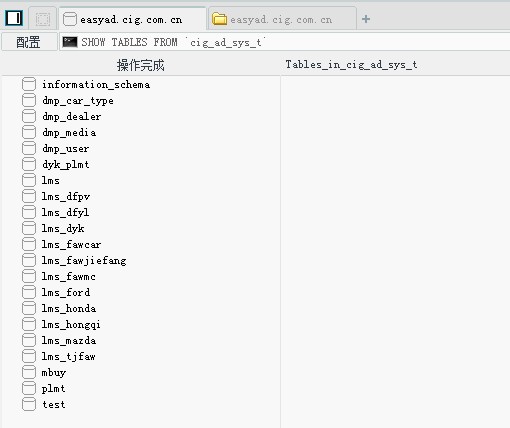 easyad.cig.com.cn easyad.cig.com.cn +
配置 SHOW TABLES FROM `cig_ad_sys_t`
操作完成 Tables_in_cig_ad_sys_t
information_schema
dmp_car_type
dmp_dealer
dmp_media
dmp_user
dyk_plmt
lms
lms_dfpv
lms_dfyl
lms_dyk
lms_fawcar
lms_fawjiefang
lms_fawmc
lms_ford
lms_honda
lms_hongqi
lms_mazda
lms_tjfaw
mbuy
plmt
test